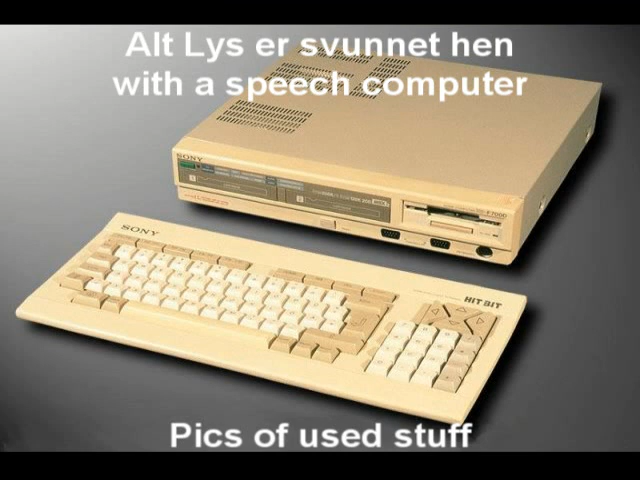 Alt Lys er svunnet hen
with a speech computer
SONY
SONY
HIT BIT
Pics of used stuff